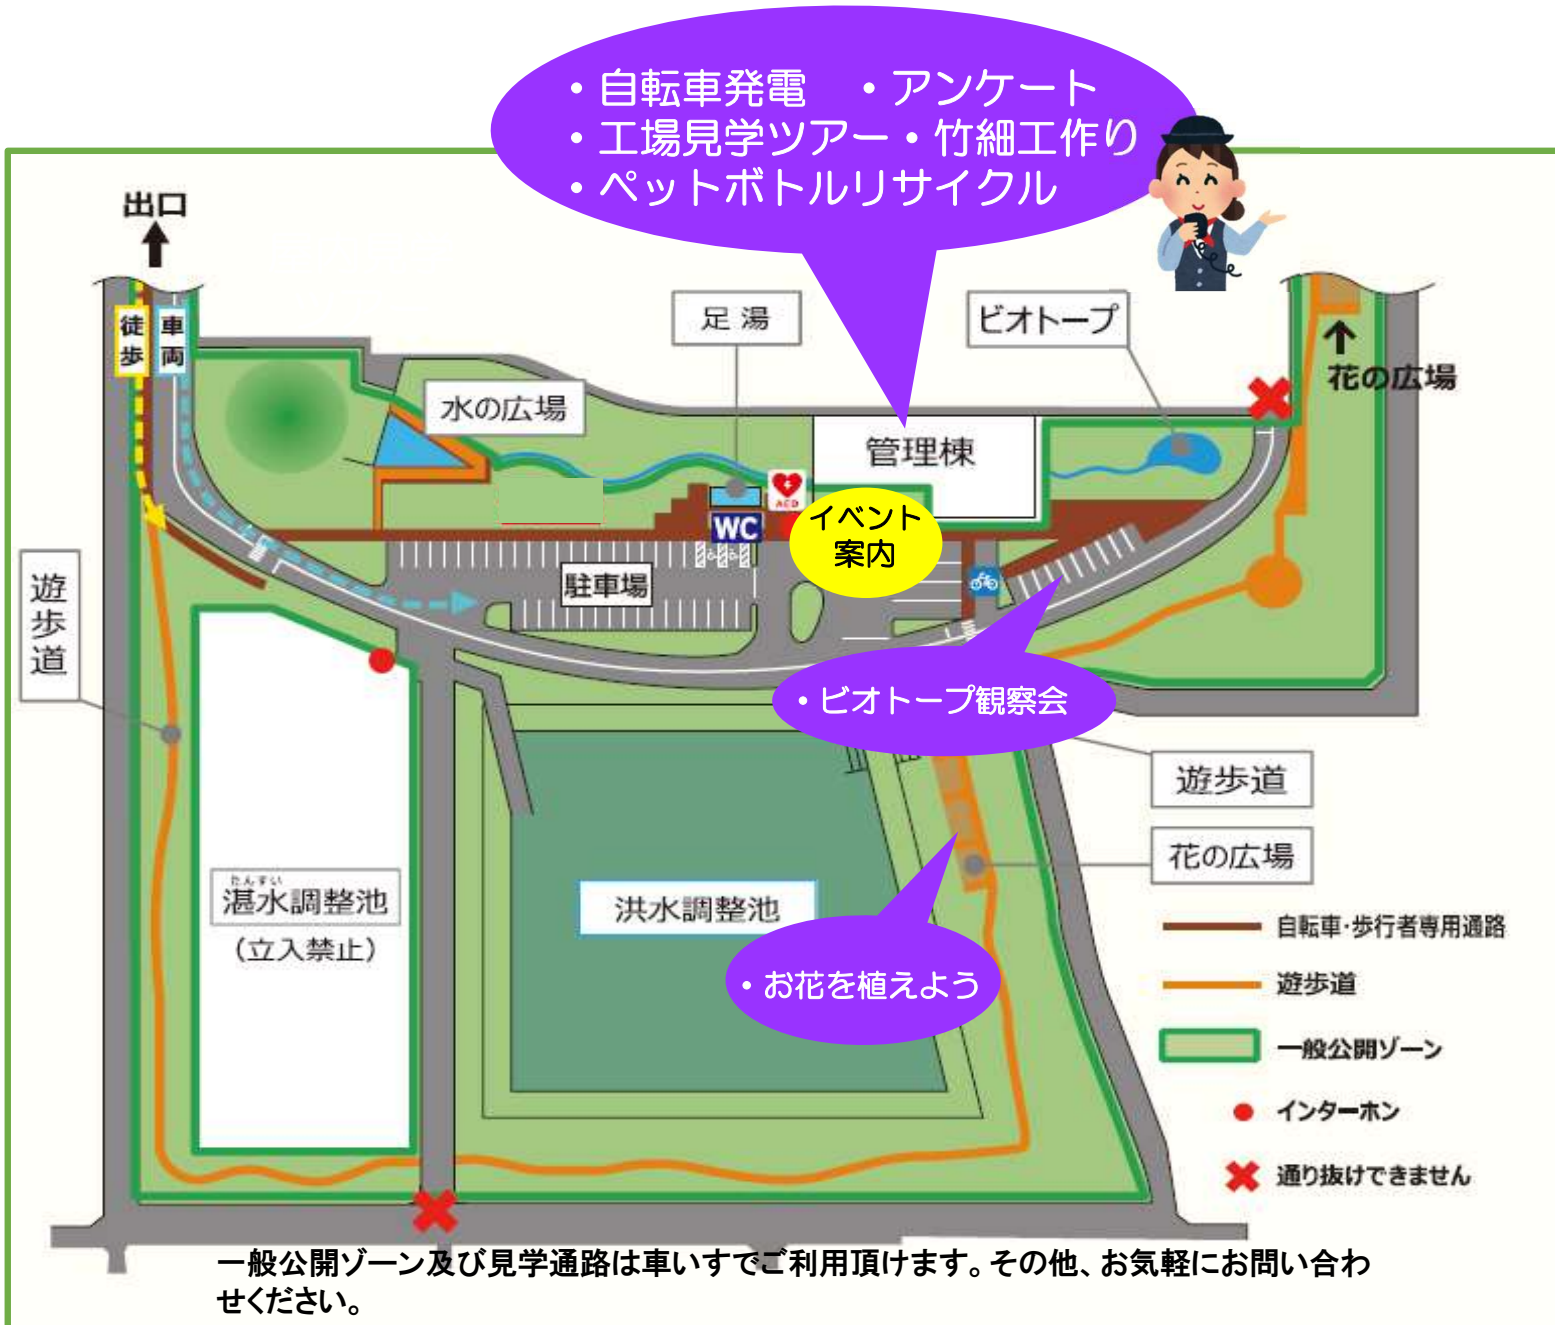 ・自転車発電　・アンケート
・工場見学ツアー・竹細工作り
・ペットボトルリサイクル
出口
徒歩
車両
足湯
ビオトープ
花の広場
水の広場
管理棟
AED
WC
イベント
案内
駐車場
遊歩道
・ビオトープ観察会
遊歩道
花の広場
たんすい
湛水調整池
(立入禁止)
洪水調整池
・お花を植えよう
自転車・歩行者専用通路
遊歩道
一般公開ゾーン
インターホン
通り抜けできません
一般公開ゾーン及び見学通路は車いすでご利用頂けます。その他、お気軽にお問い合わ
せください。